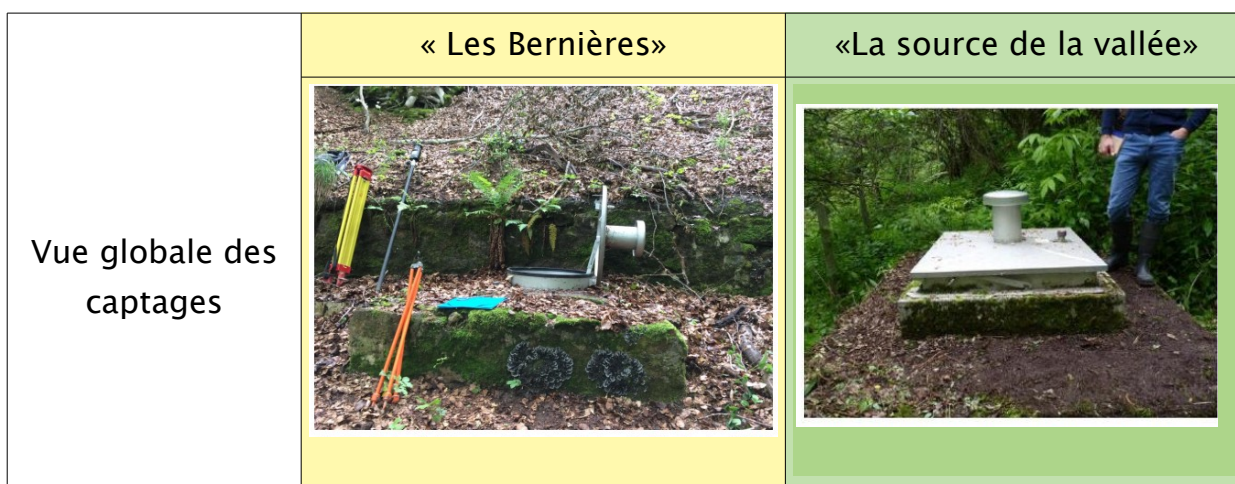 « Les Bernières»
«La source de la vallée»
Vue globale des
captages